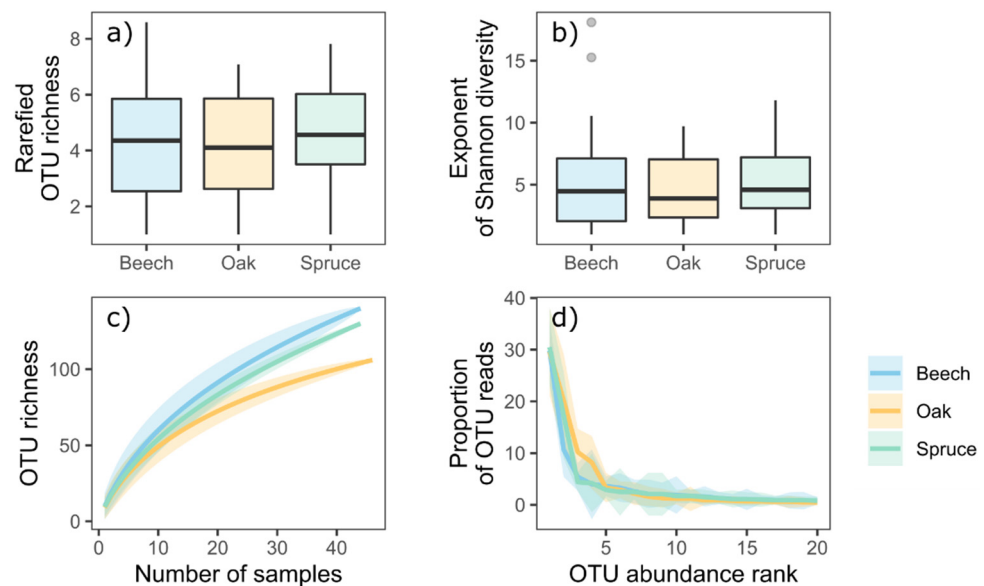 a)
Rarefied
OTU richness
8
6
4
2
Beech Oak Spruce
b)
Exponent
of Shannon diversity
15
10
5
Beech Oak Spruce
c)
OTU richness
100
50
0
0 10 20 30 40
Number of samples
d)
Proportion
of OTU reads
40
30
20
10
0
5 10 15 20
OTU abundance rank
Beech
Oak
Spruce